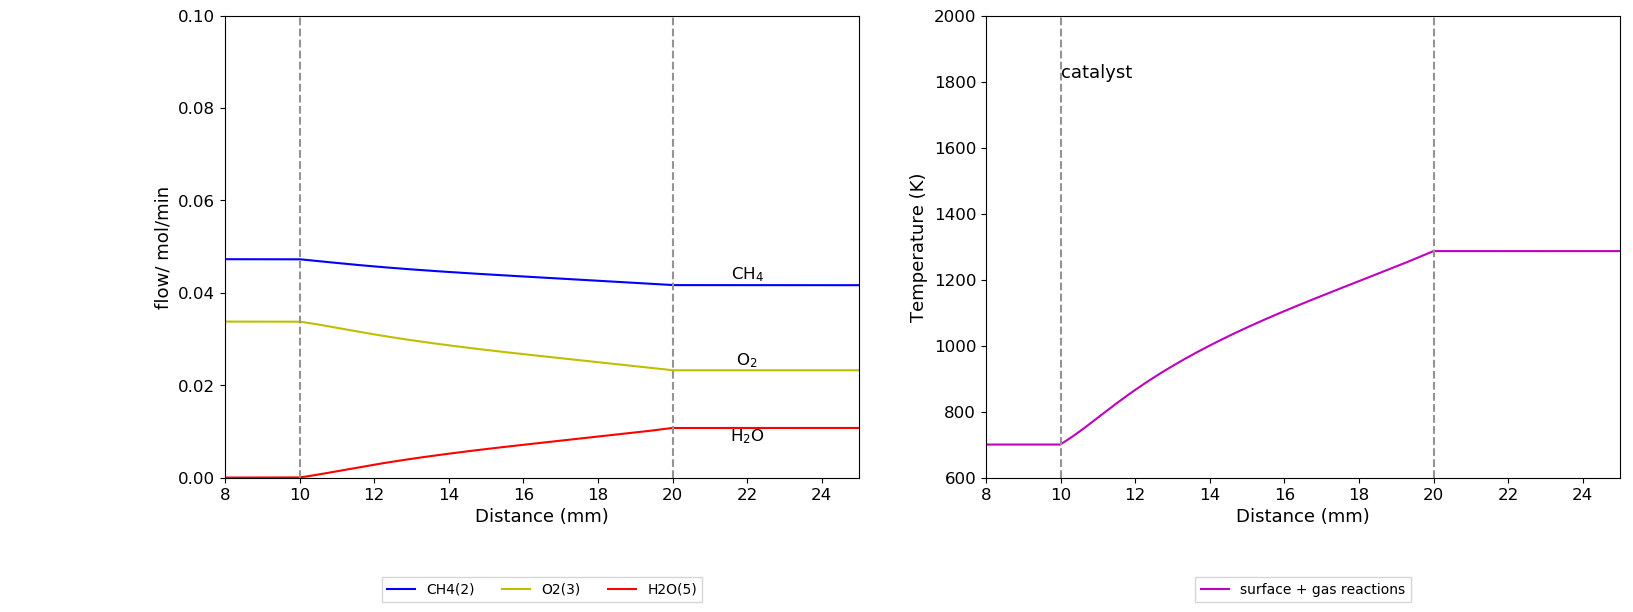 0.10
0.08
0.06
0.04
0.02
0.00
flow/ mol/min
CH₄
O₂
H₂O
8 10 12 14 16 18 20 22 24
Distance (mm)
CH4(2) O2(3) H2O(5)
2000
1800
1600
1400
1200
1000
800
600
Temperature (K)
catalyst
8 10 12 14 16 18 20 22 24
Distance (mm)
surface + gas reactions